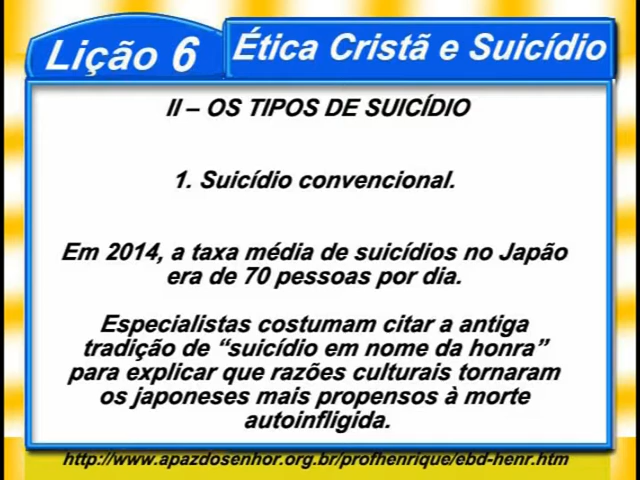 Lição 6
Ética Cristã e Suicídio
II – OS TIPOS DE SUICÍDIO
1. Suicídio convencional.
Em 2014, a taxa média de suicídios no Japão
era de 70 pessoas por dia.
Especialistas costumam citar a antiga
tradição de “suicídio em nome da honra”
para explicar que razões culturais tornaram
os japoneses mais propensos à morte
autoinfligida.
http://www.apazdosenhor.org.br/profhenrique/ebd-henr.htm